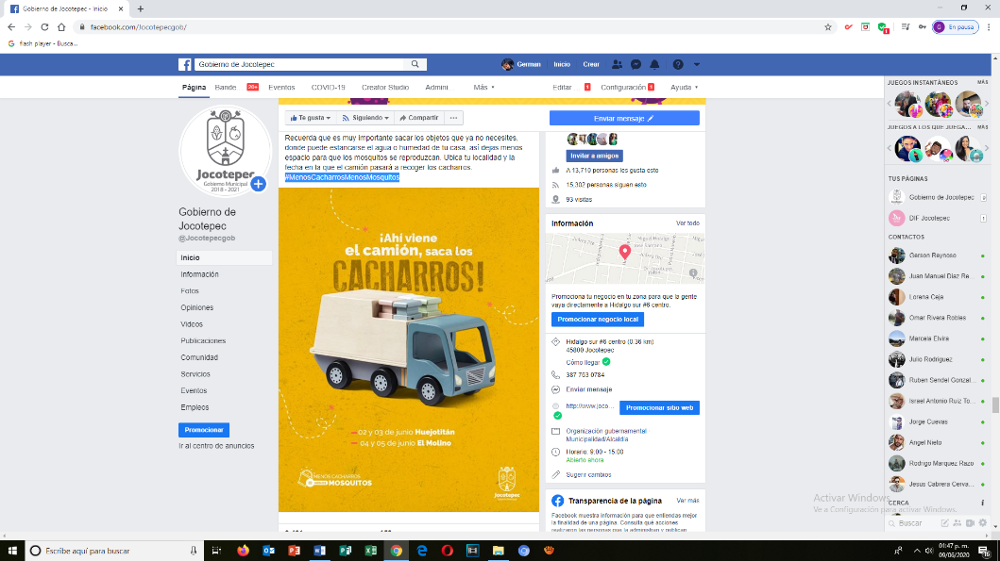 Gobierno de Jocotepec - Inicio
facebook.com/Jocotepecgob/
En pausa
flash player - Busca...
Gobierno de Jocotepec
German
Inicio
Crear
Página
Bande
26+
Eventos
COVID-19
Creator Studio
Admini...
Más
Editar ...
1
Configuración
1
Ayuda
Te gusta
Siguiendo
Compartir
Enviar mensaje
Jocotepec
Gobierno Municipal
2018 - 2021
Gobierno de
Jocotepec
@Jocotepecgob
Inicio
Información
Fotos
Opiniones
Videos
Publicaciones
Comunidad
Servicios
Eventos
Empleos
Promocionar
Ir al centro de anuncios
Recuerda que es muy importante sacar los objetos que ya no necesites,
donde puede estancarse el agua o humedad de tu casa, así dejas menos
espacio para que los mosquitos se reproduzcan. Ubica tu localidad y la
fecha en la que el camión pasará a recoger los cacharros.
#MenosCacharrosMenosMosquitos
¡Ahí viene
el camión, saca los
CACHARROS!
02 y 03 de junio Huejotitán
04 y 05 de junio El Molino
MENOS CACHARROS
MOSQUITOS
Jocotepec
Invitar a amigos
A 13,710 personas les gusta esto
15,302 personas siguen esto
93 visitas
Información
Ver todo
Promociona tu negocio en tu zona para que la gente
vaya directamente a Hidalgo sur #6 centro.
Promocionar negocio local
Hidalgo sur #6 centro (0.36 km)
45800 Jocotepec
Cómo llegar
387 763 0784
Enviar mensaje
http://www.joco...
Promocionar sitio web
Organización gubernamental
Municipalidad/Alcaldía
Horario: 9:00 - 15:00
Abierto ahora
Sugerir cambios
Transparencia de la página
Ver más
Facebook muestra información para que entiendas mejor
la finalidad de una página. Consulta qué acciones
realizaron las personas que la administran y publican
JUEGOS INSTANTÁNEOS
MÁS
JUEGOS A LOS QUE JUEGA...
MÁS
TUS PÁGINAS
Gobierno de Jocotepec
DIF Jocotepec
1
CONTACTOS
Gerson Reynoso
Juan Manuel Díaz Re...
Lorena Ceja
Omar Rivera Robles
Marcela Elvira
Julio Rodriguez
Ruben Sendel Gonzal...
Israel Antonio Ruiz To...
Jorge Cuevas
Angel Nieto
Rodrigo Marquez Razo
Jesus Cabrera Cerva...
CERCA
Buscar
Activar Windows
Ve a Configuración para activar Windows.
Escribe aquí para buscar
01:47 p. m.
09/06/2020